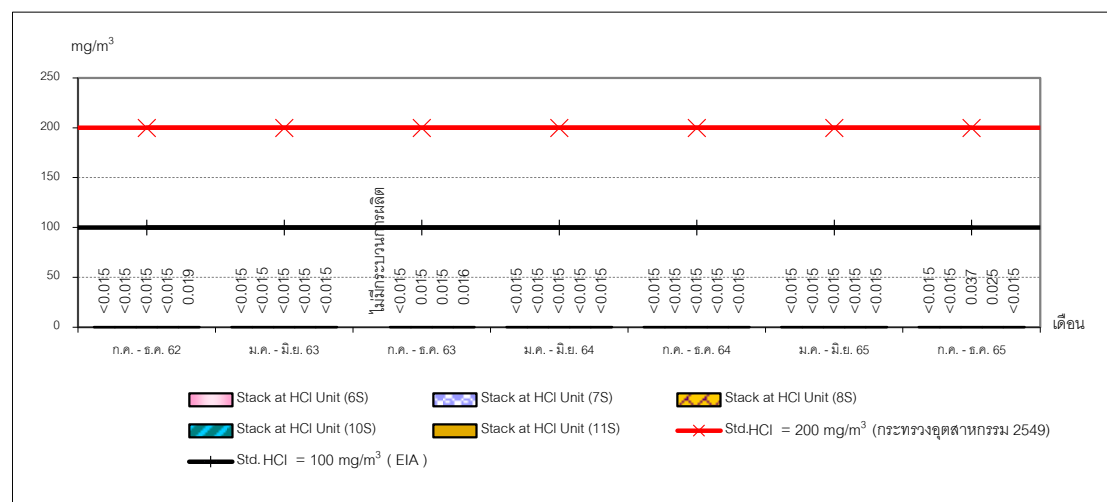 mg/m³
250
200
150
100
50
0
<0.015 <0.015 <0.015 <0.015 0.019
<0.015 <0.015 <0.015 <0.015 <0.015
ไม่มีกระบวนการผลิต <0.015 0.015 0.015 0.016
<0.015 <0.015 <0.015 <0.015 <0.015
<0.015 <0.015 <0.015 <0.015 <0.015
<0.015 <0.015 <0.015 <0.015 <0.015
<0.015 <0.015 0.037 0.025 <0.015
เดือน
ก.ค. - ธ.ค. 62 ม.ค. - มิ.ย. 63 ก.ค. - ธ.ค. 63 ม.ค. - มิ.ย. 64 ก.ค. - ธ.ค. 64 ม.ค. - มิ.ย. 65 ก.ค. - ธ.ค. 65
Stack at HCl Unit (6S) Stack at HCl Unit (7S) Stack at HCl Unit (8S)
Stack at HCl Unit (10S) Stack at HCl Unit (11S) Std.HCl = 200 mg/m³ (กระทรวงอุตสาหกรรม 2549)
Std.HCl = 100 mg/m³ ( EIA )